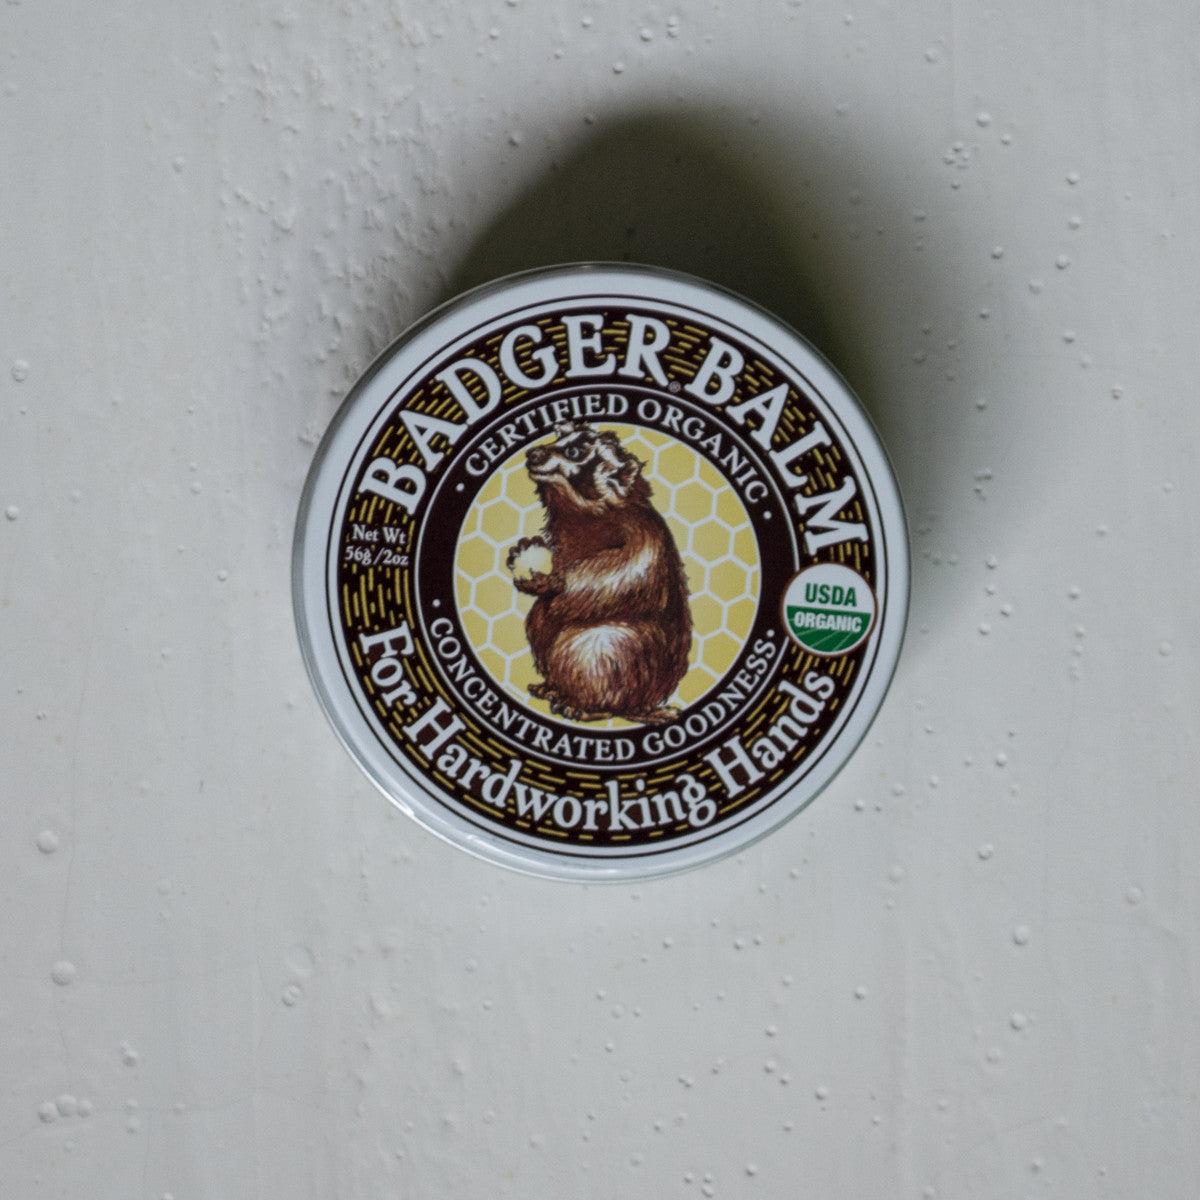 BADGER® BALM
· CERTIFIED ORGANIC ·
Net Wt
56g/2oz
USDA
ORGANIC
· CONCENTRATED GOODNESS ·
For Hardworking Hands